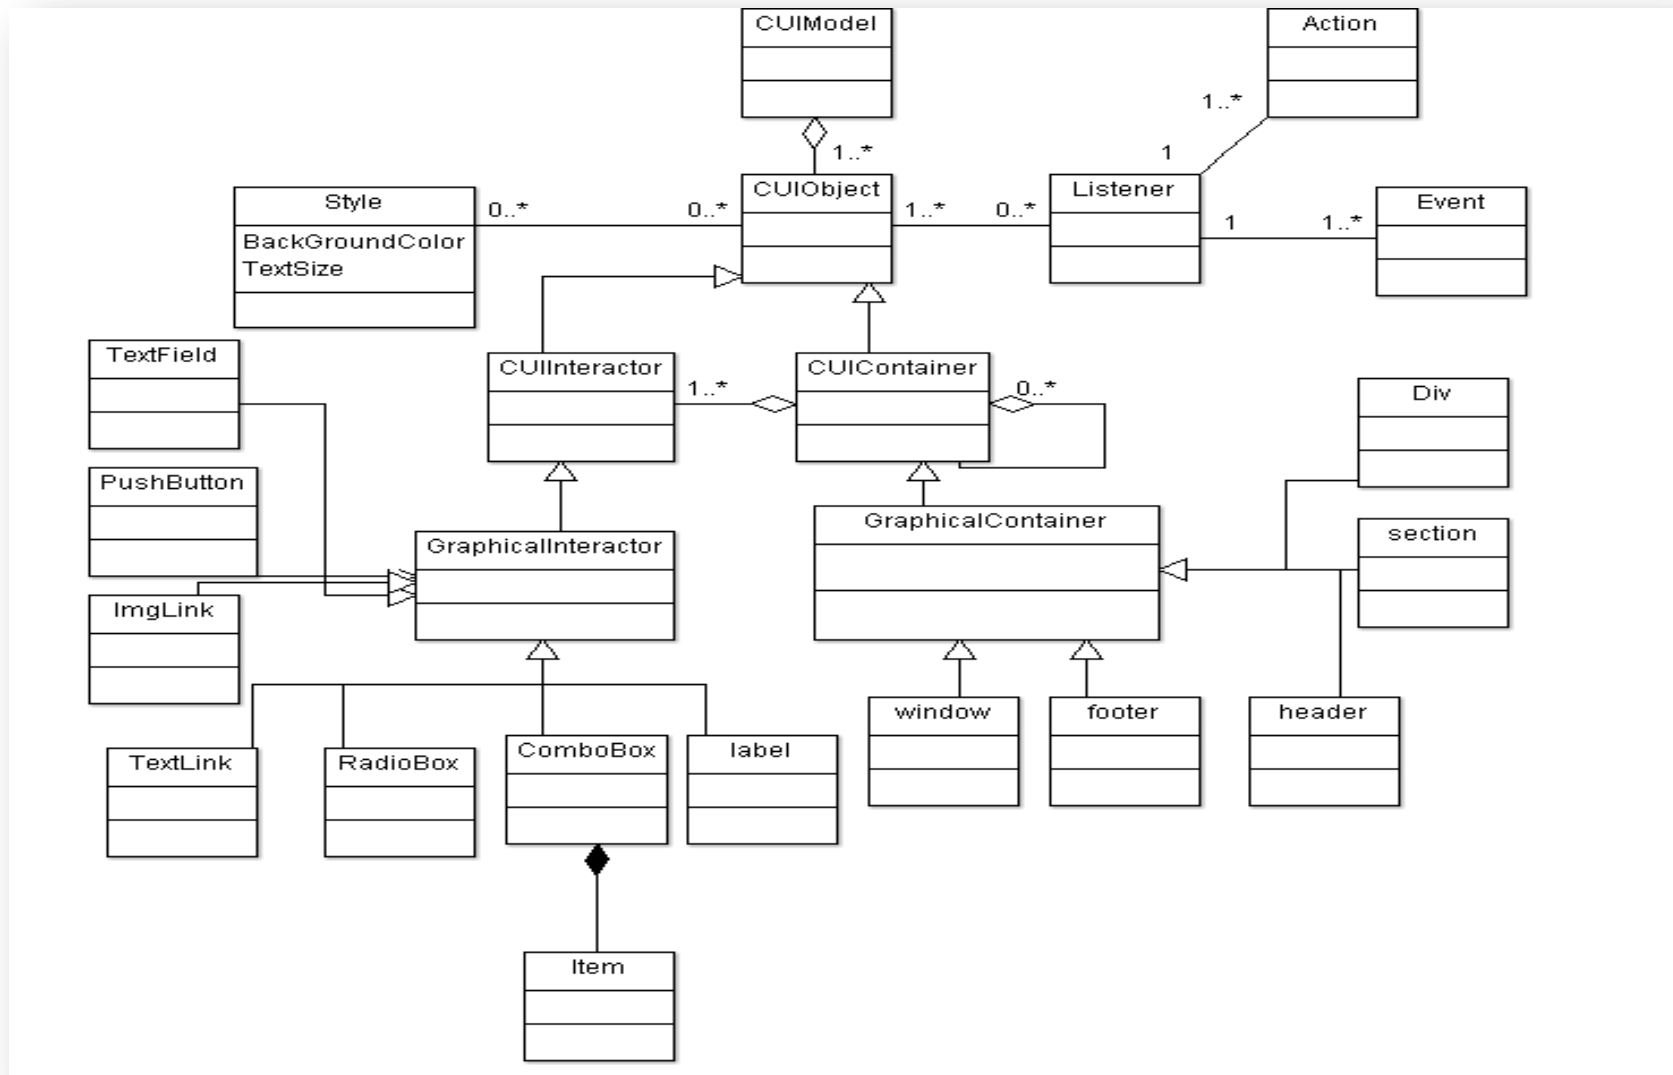 CUIModel
Action
1..*
1..*
1
CUIObject
Listener
Style
Event
0..*
0..*
1..*
0..*
1
1..*
BackGroundColor
TextSize
TextField
CUIInteractor
CUIContainer
1..*
0..*
Div
PushButton
GraphicalInteractor
GraphicalContainer
section
ImgLink
window
footer
header
TextLink
RadioBox
ComboBox
label
Item